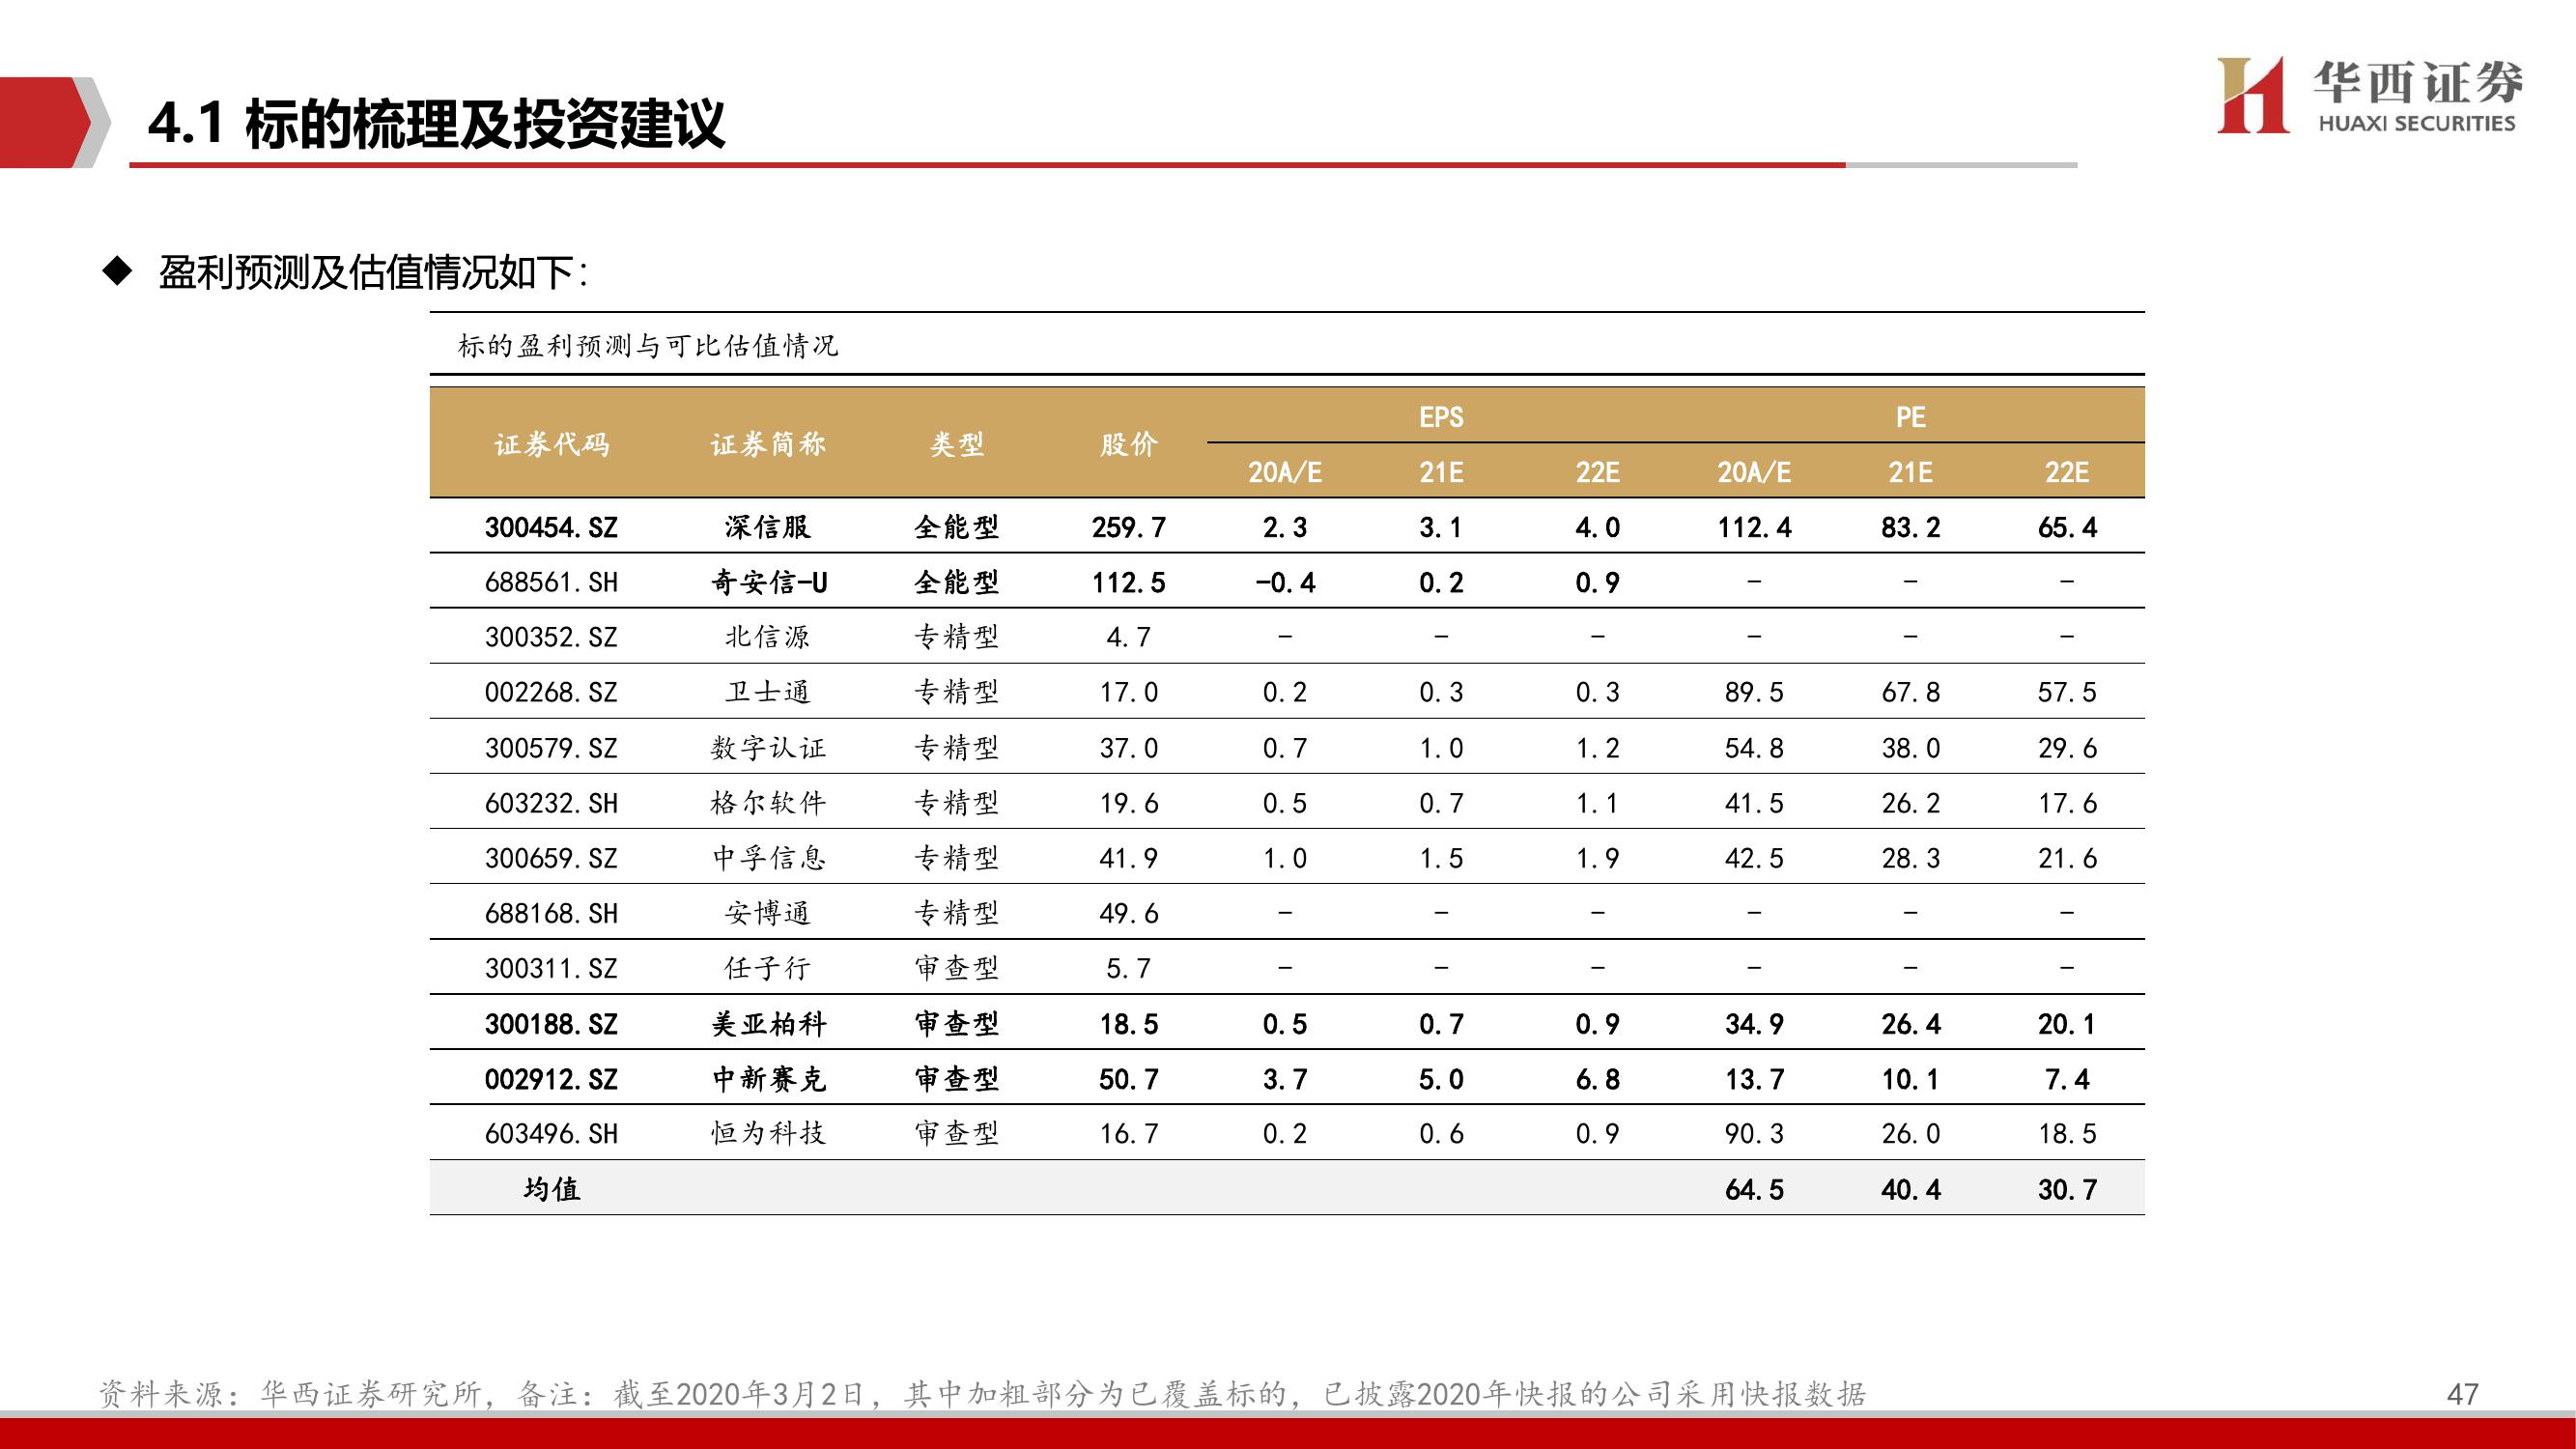 4.1 标的梳理及投资建议
华西证券
HUAXI SECURITIES
◆ 盈利预测及估值情况如下：
标的盈利预测与可比估值情况
证券代码 证券简称 类型 股价 EPS PE
20A/E 21E 22E 20A/E 21E 22E
300454.SZ 深信服 全能型 259.7 2.3 3.1 4.0 112.4 83.2 65.4
688561.SH 奇安信-U 全能型 112.5 -0.4 0.2 0.9 - - -
300352.SZ 北信源 专精型 4.7 - - - - - -
002268.SZ 卫士通 专精型 17.0 0.2 0.3 0.3 89.5 67.8 57.5
300579.SZ 数字认证 专精型 37.0 0.7 1.0 1.2 54.8 38.0 29.6
603232.SH 格尔软件 专精型 19.6 0.5 0.7 1.1 41.5 26.2 17.6
300659.SZ 中孚信息 专精型 41.9 1.0 1.5 1.9 42.5 28.3 21.6
688168.SH 安博通 专精型 49.6 - - - - - -
300311.SZ 任子行 审查型 5.7 - - - - - -
300188.SZ 美亚柏科 审查型 18.5 0.5 0.7 0.9 34.9 26.4 20.1
002912.SZ 中新赛克 审查型 50.7 3.7 5.0 6.8 13.7 10.1 7.4
603496.SH 恒为科技 审查型 16.7 0.2 0.6 0.9 90.3 26.0 18.5
均值 64.5 40.4 30.7
资料来源：华西证券研究所，备注：截至2020年3月2日，其中加粗部分为已覆盖标的，已披露2020年快报的公司采用快报数据
47